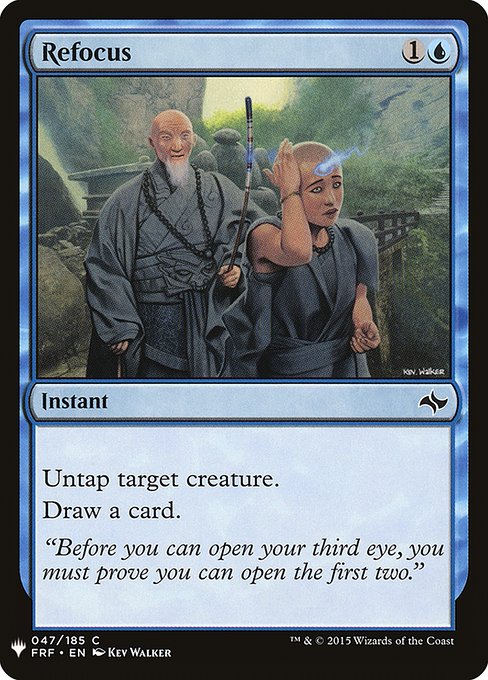 Refocus
1
KEV. WALKER
Instant
Untap target creature.
Draw a card.
“Before you can open your third eye, you
must prove you can open the first two.”
047/185 C
FRF • EN Kev Walker
™ & © 2015 Wizards of the Coast